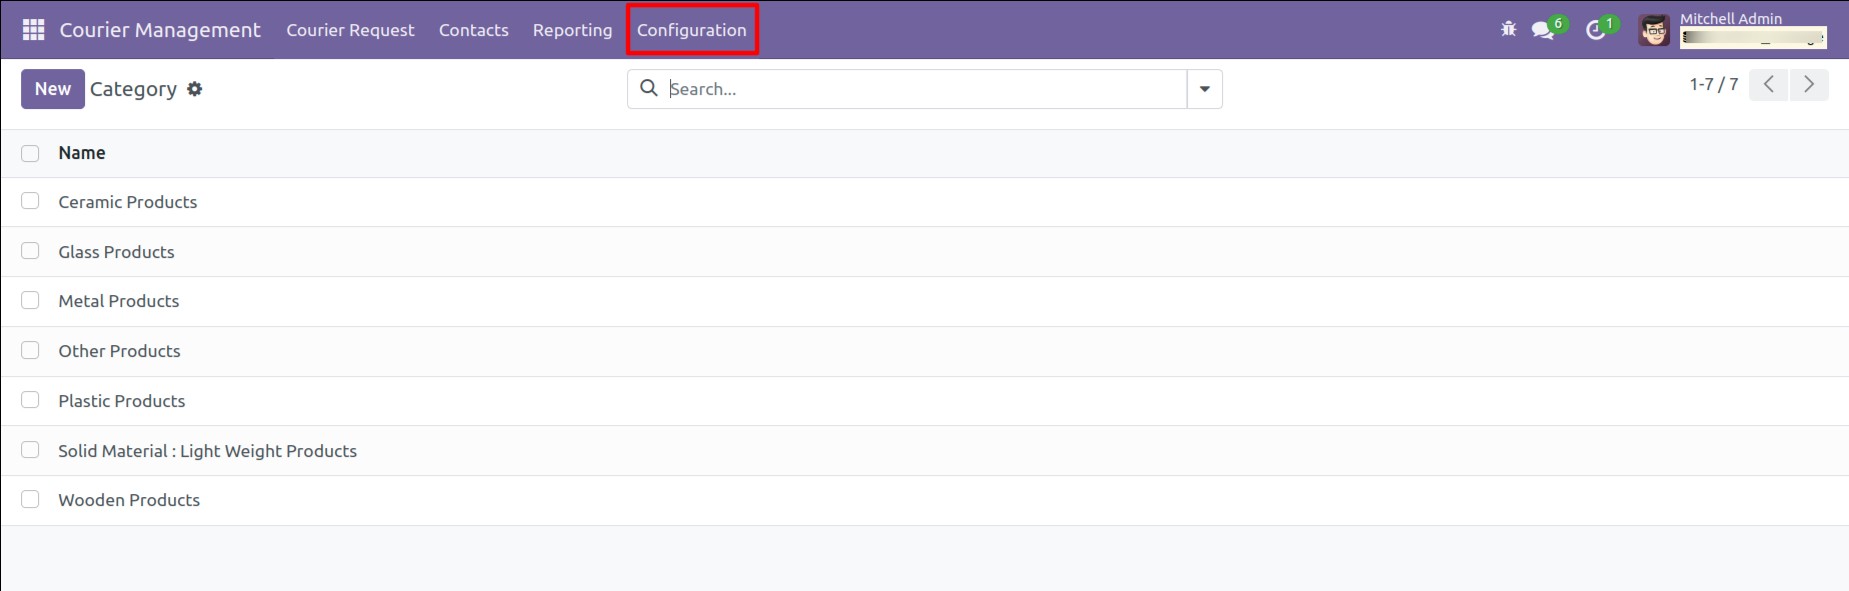 Courier Management Courier Request Contacts Reporting Configuration 6 1 Mitchell Admin
New Category Search... 1-7 / 7
Name
Ceramic Products
Glass Products
Metal Products
Other Products
Plastic Products
Solid Material : Light Weight Products
Wooden Products